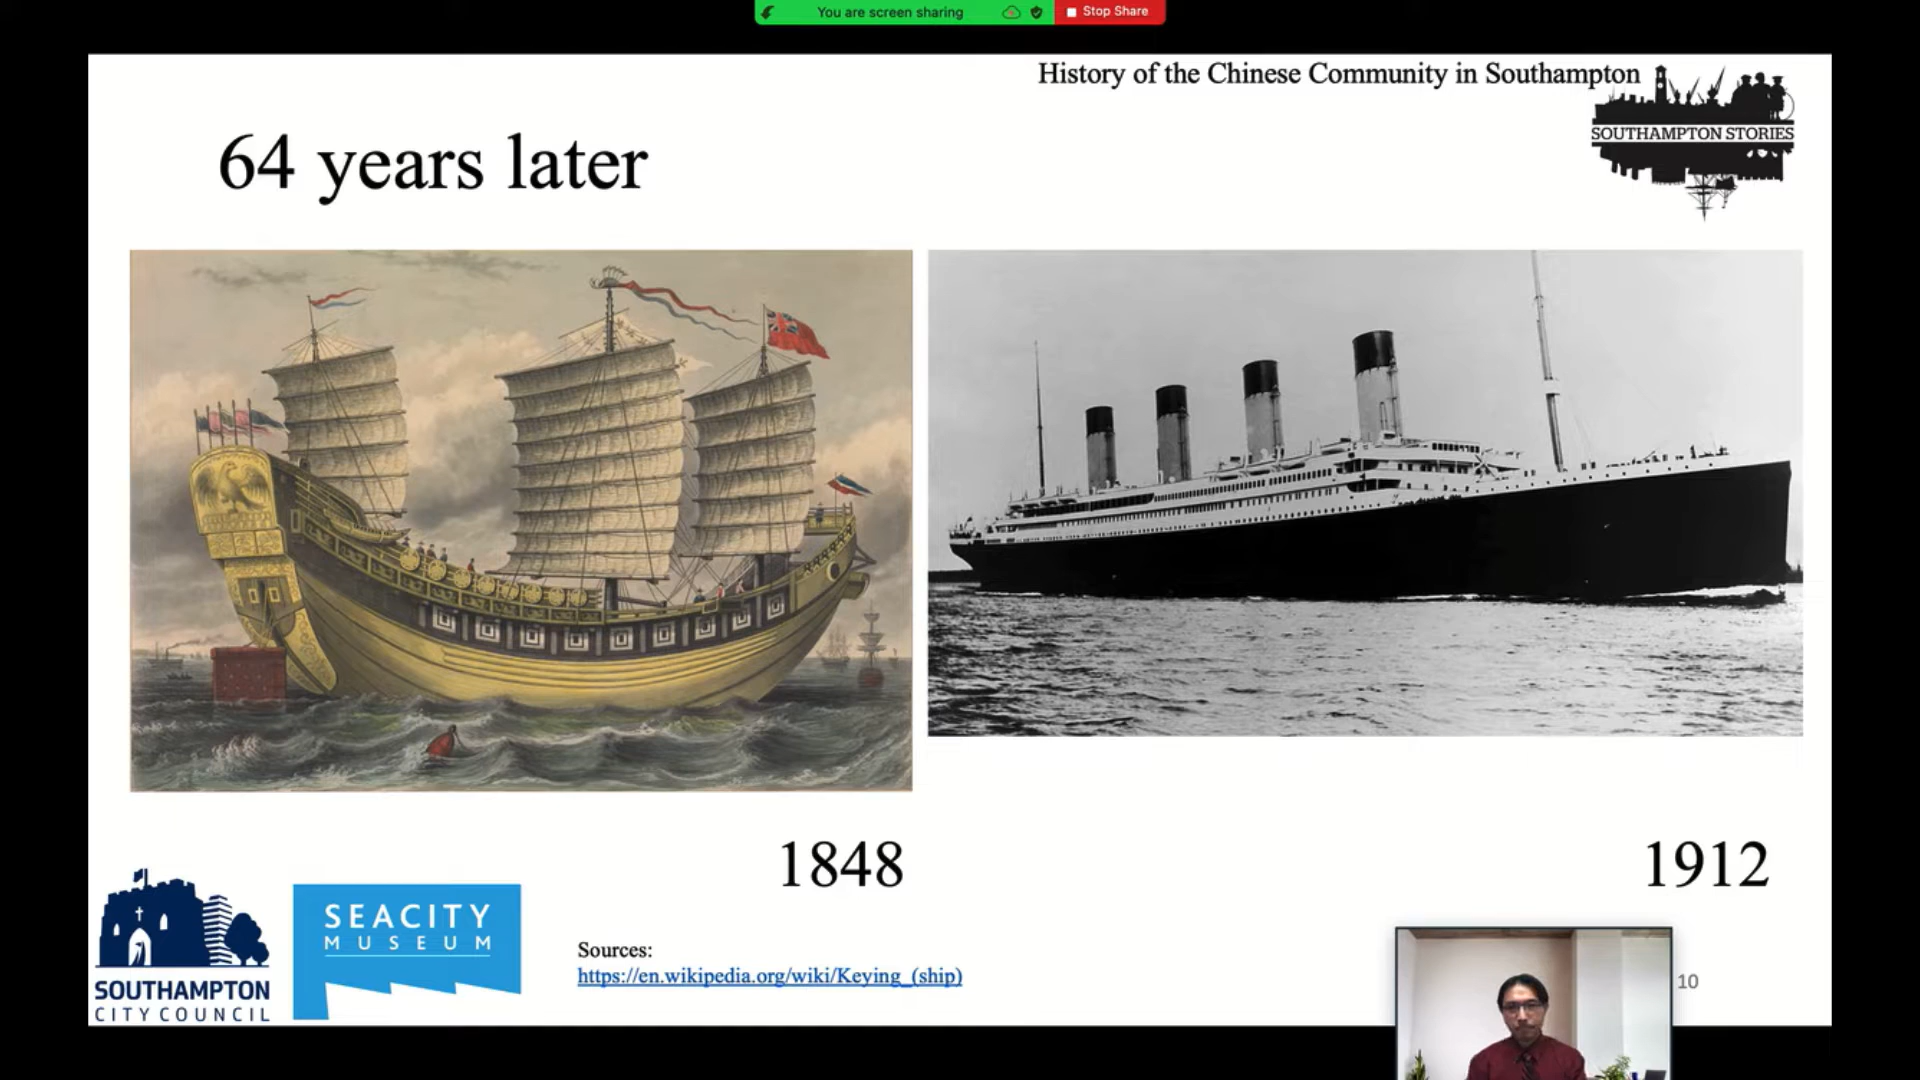 You are screen sharing
Stop Share
History of the Chinese Community in Southampton
SOUTHAMPTON STORIES
64 years later
1848
1912
SOUTHAMPTON
CITY COUNCIL
SEACITY
MUSEUM
Sources:
https://en.wikipedia.org/wiki/Keying_(ship)
10